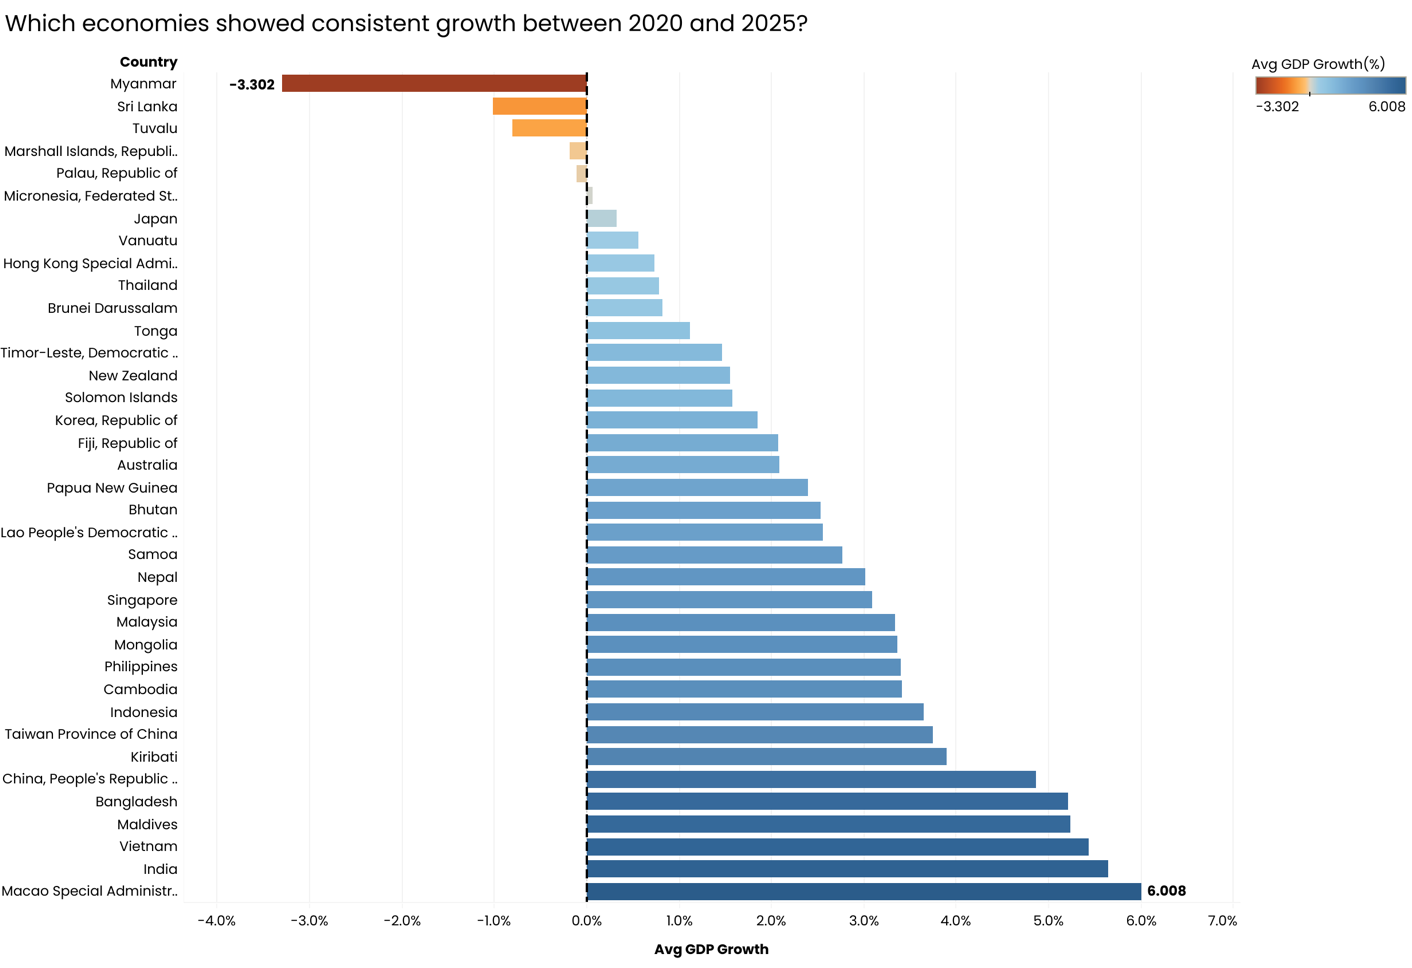 Which economies showed consistent growth between 2020 and 2025?
Country
Avg GDP Growth(%)
-3.302 6.008
Myanmar -3.302
Sri Lanka
Tuvalu
Marshall Islands, Republi..
Palau, Republic of
Micronesia, Federated St..
Japan
Vanuatu
Hong Kong Special Admi..
Thailand
Brunei Darussalam
Tonga
Timor-Leste, Democratic ..
New Zealand
Solomon Islands
Korea, Republic of
Fiji, Republic of
Australia
Papua New Guinea
Bhutan
Lao People's Democratic ..
Samoa
Nepal
Singapore
Malaysia
Mongolia
Philippines
Cambodia
Indonesia
Taiwan Province of China
Kiribati
China, People's Republic ..
Bangladesh
Maldives
Vietnam
India
Macao Special Administr.. 6.008
-4.0% -3.0% -2.0% -1.0% 0.0% 1.0% 2.0% 3.0% 4.0% 5.0% 6.0% 7.0%
Avg GDP Growth